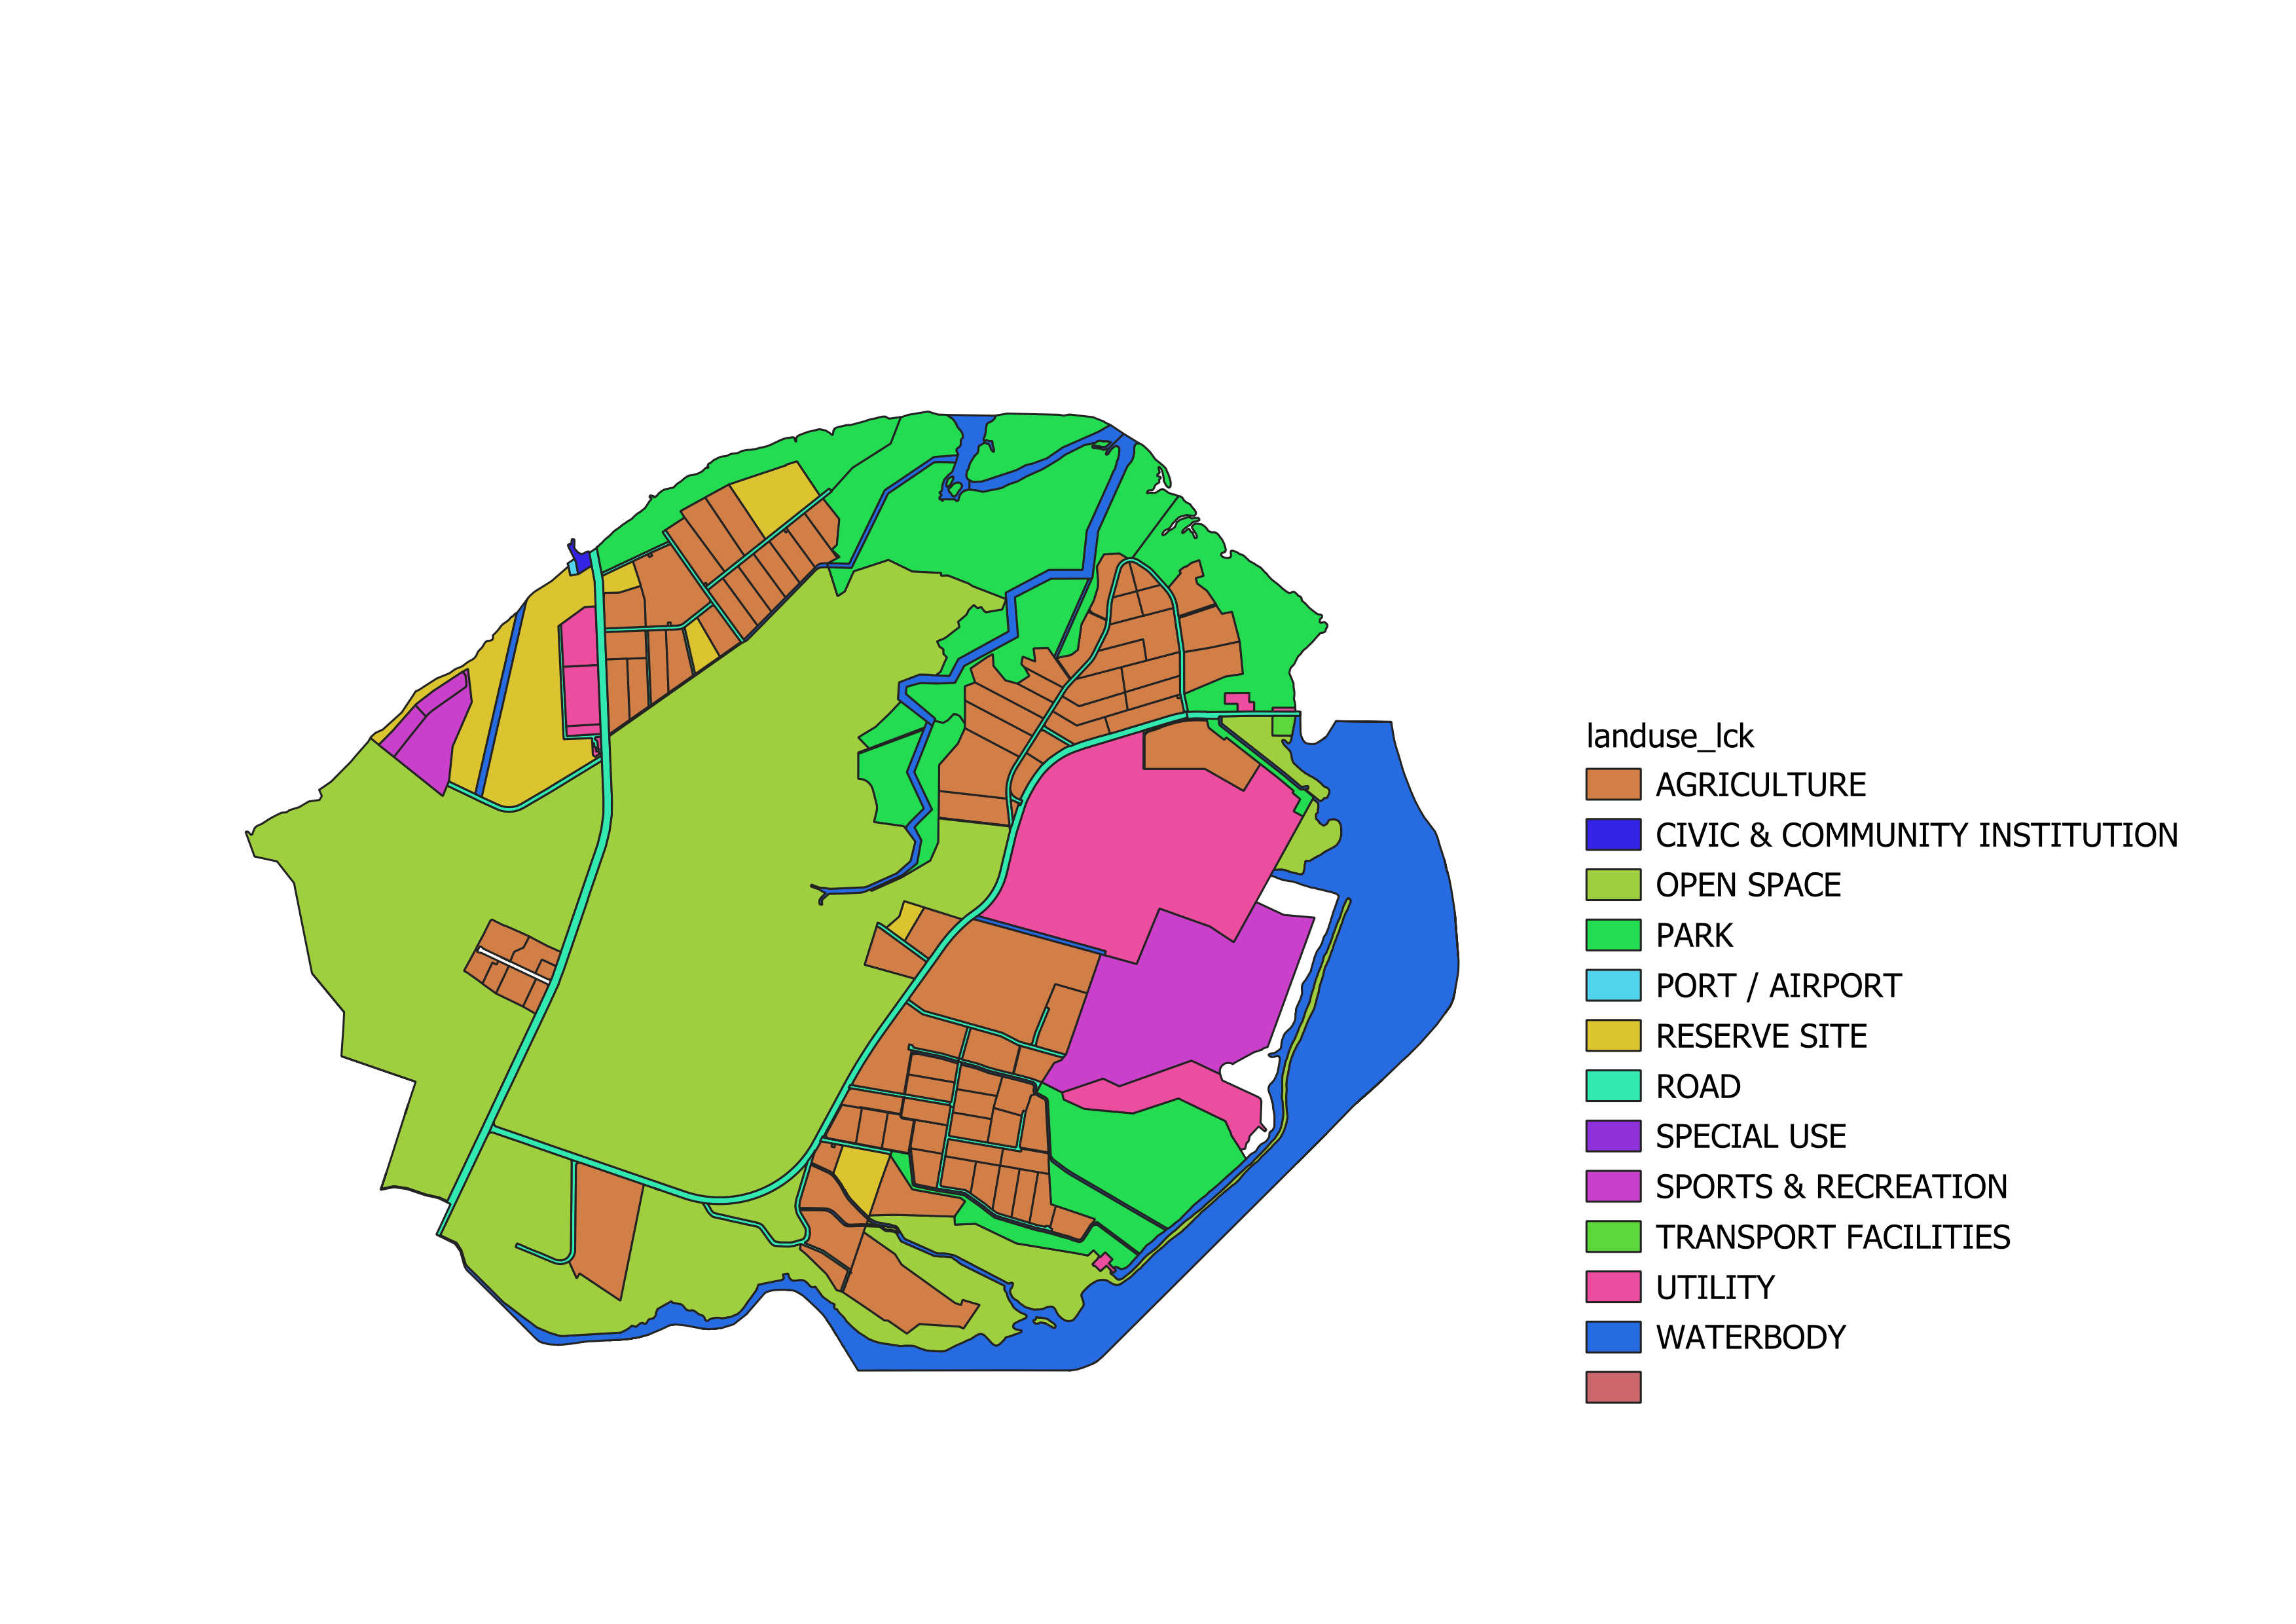 landuse_lck
AGRICULTURE
CIVIC & COMMUNITY INSTITUTION
OPEN SPACE
PARK
PORT / AIRPORT
RESERVE SITE
ROAD
SPECIAL USE
SPORTS & RECREATION
TRANSPORT FACILITIES
UTILITY
WATERBODY